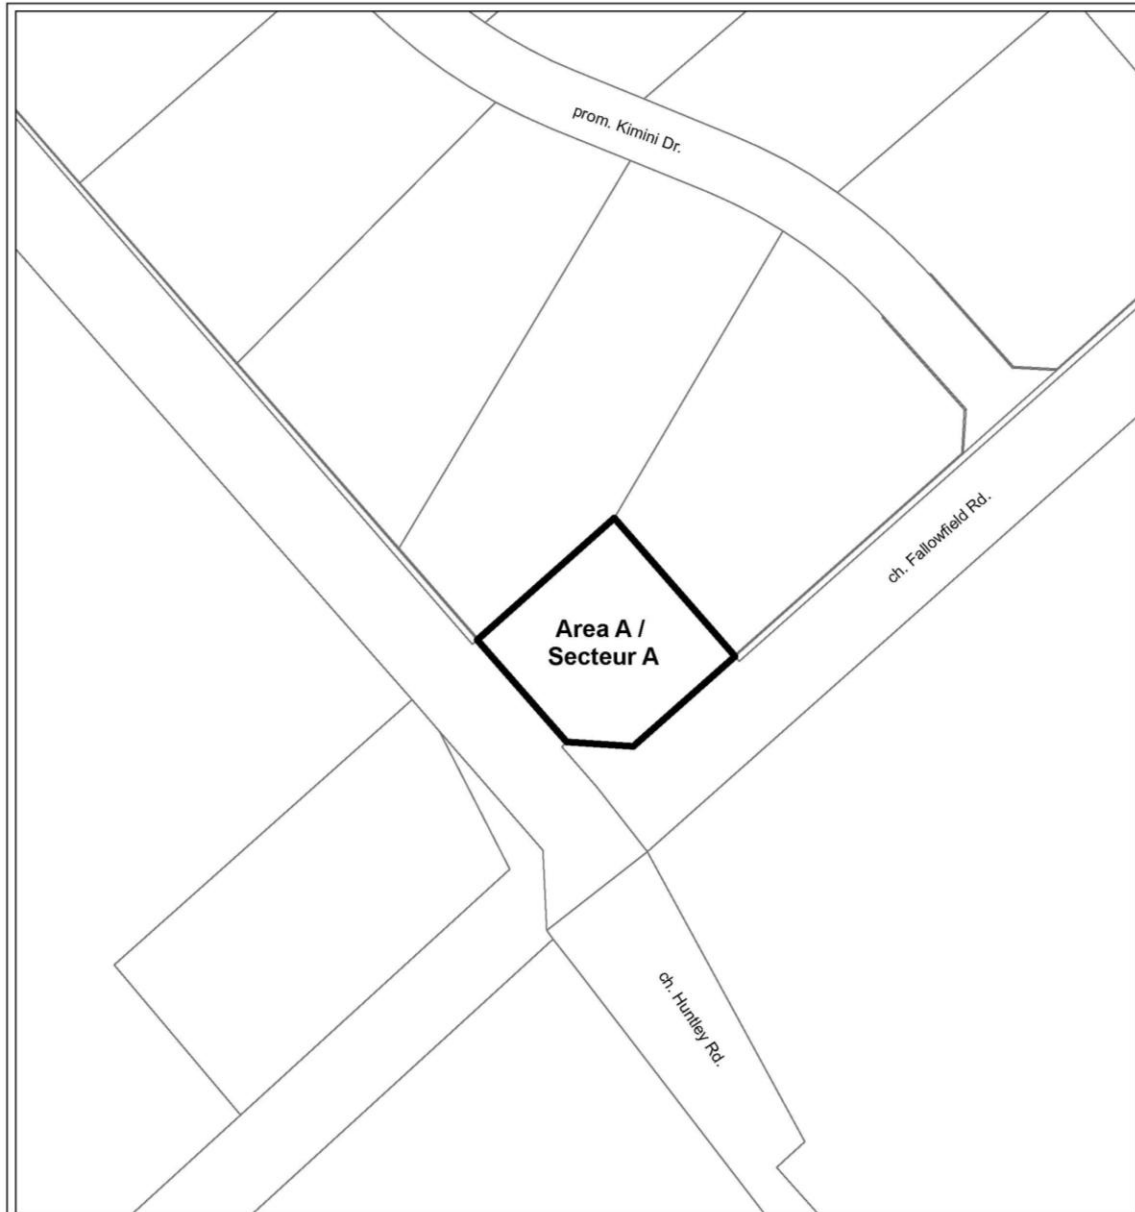 prom. Kimini Dr.
ch. Fallowfield Rd.
Area A /
Secteur A
ch. Huntley Rd.